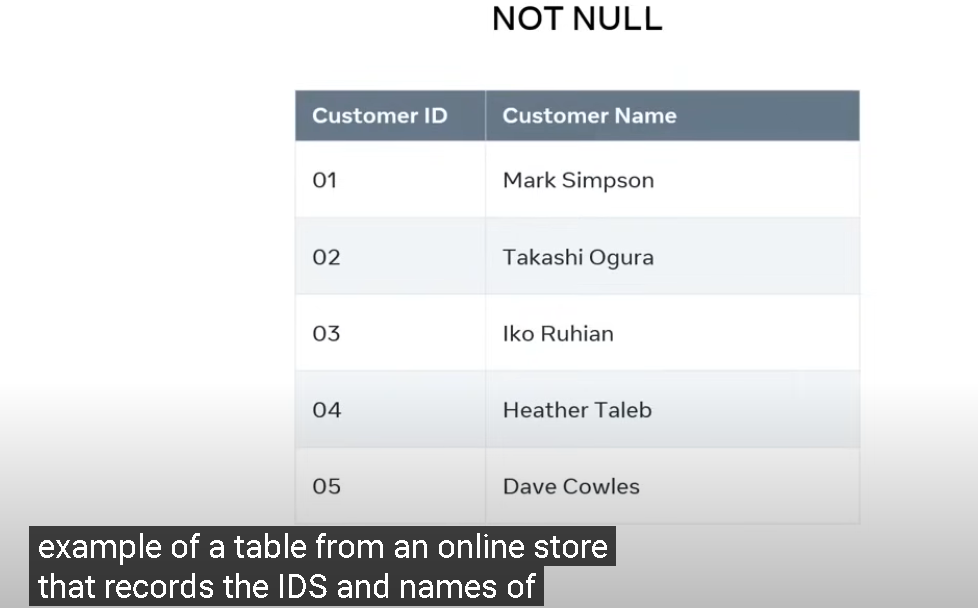 NOT NULL
Customer ID Customer Name
01 Mark Simpson
02 Takashi Ogura
03 Iko Ruhian
04 Heather Taleb
05 Dave Cowles
example of a table from an online store
that records the IDS and names of